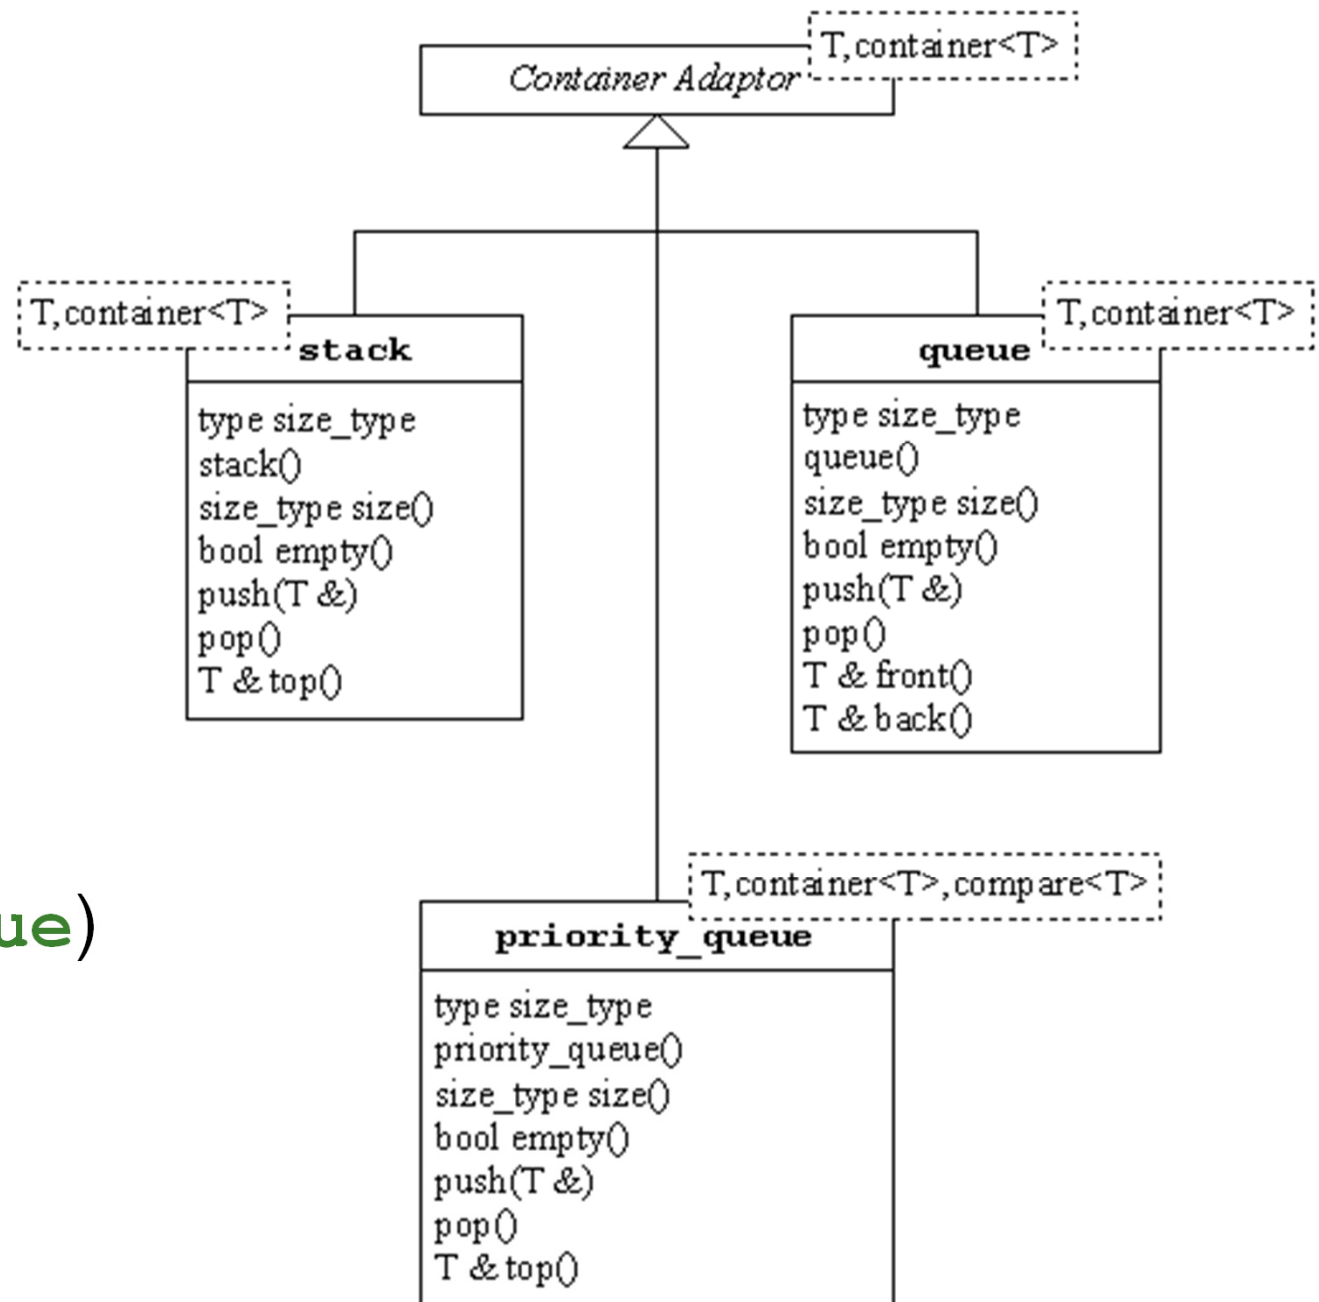 T,container<T>
Container Adaptor
T,container<T>
stack
type size_type
stack()
size_type size()
bool empty()
push(T &)
pop()
T & top()
T,container<T>
queue
type size_type
queue()
size_type size()
bool empty()
push(T &)
pop()
T & front()
T & back()
ue)
T,container<T>,compare<T>
priority_queue
type size_type
priority_queue()
size_type size()
bool empty()
push(T &)
pop()
T & top()